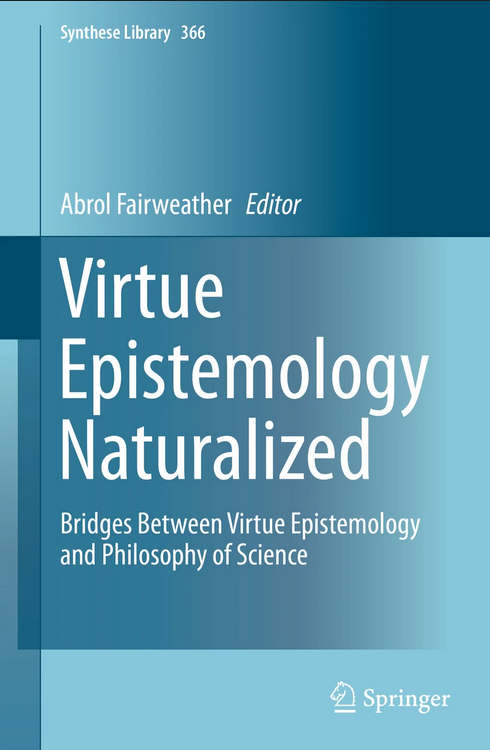 Synthese Library 366
Abrol Fairweather Editor
Virtue
Epistemology
Naturalized
Bridges Between Virtue Epistemology
and Philosophy of Science
Springer